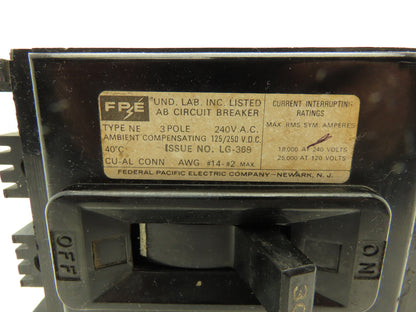 FPE
UND. LAB. INC. LISTED
AB CIRCUIT BREAKER
TYPE NE 3 POLE 240V A.C.
AMBIENT COMPENSATING 125/250 V.D.C.
40°C ISSUE NO. LG-369
CU-AL CONN AWG #14-#2 MAX.
CURRENT INTERRUPTING
RATINGS
MAX RMS SYM. AMPERES
18,000 AT 240 VOLTS
25,000 AT 120 VOLTS
FEDERAL PACIFIC ELECTRIC COMPANY - NEWARK, N. J.
OFF
ON